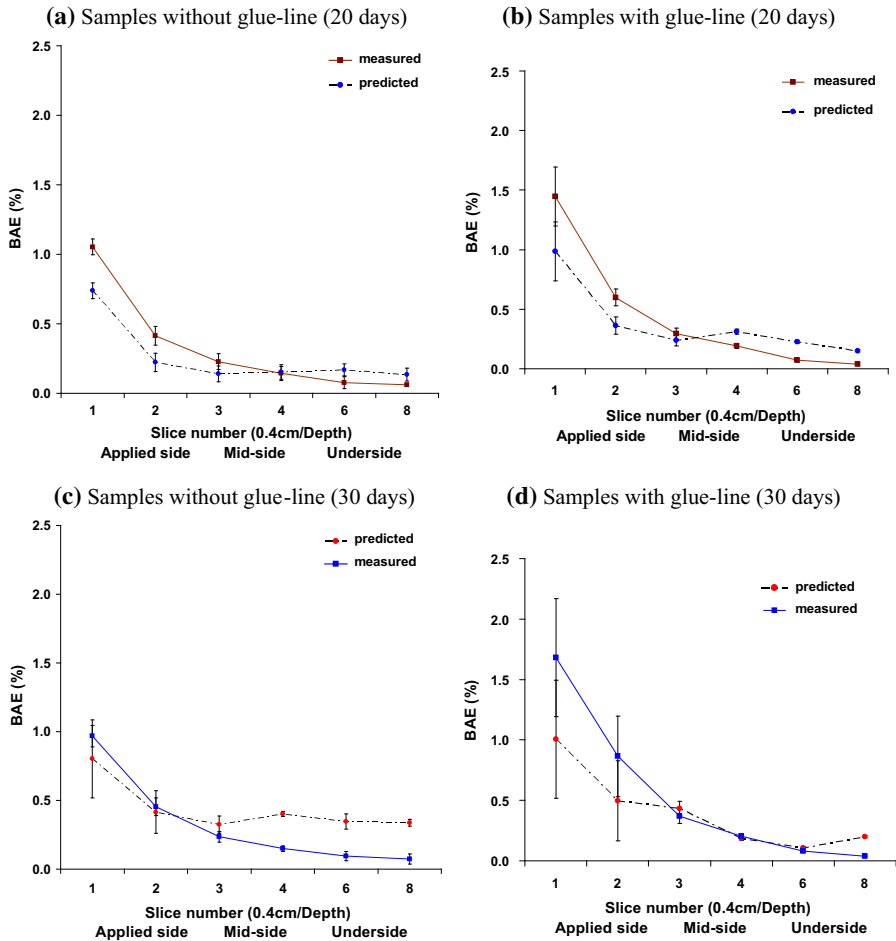 (a) Samples without glue-line (20 days)
2.5
2.0
1.5
1.0
0.5
0.0
BAE (%)
measured
predicted
1 2 3 4 6 8
Slice number (0.4cm/Depth)
Applied side Mid-side Underside
(b) Samples with glue-line (20 days)
2.5
2.0
1.5
1.0
0.5
0.0
BAE (%)
measured
predicted
1 2 3 4 6 8
Slice number (0.4cm/Depth)
Applied side Mid-side Underside
(c) Samples without glue-line (30 days)
2.5
2.0
1.5
1.0
0.5
0.0
BAE (%)
predicted
measured
1 2 3 4 6 8
Slice number (0.4cm/Depth)
Applied side Mid-side Underside
(d) Samples with glue-line (30 days)
2.5
2.0
1.5
1.0
0.5
0.0
BAE (%)
predicted
measured
1 2 3 4 6 8
Slice number (0.4cm/Depth)
Applied side Mid-side Underside